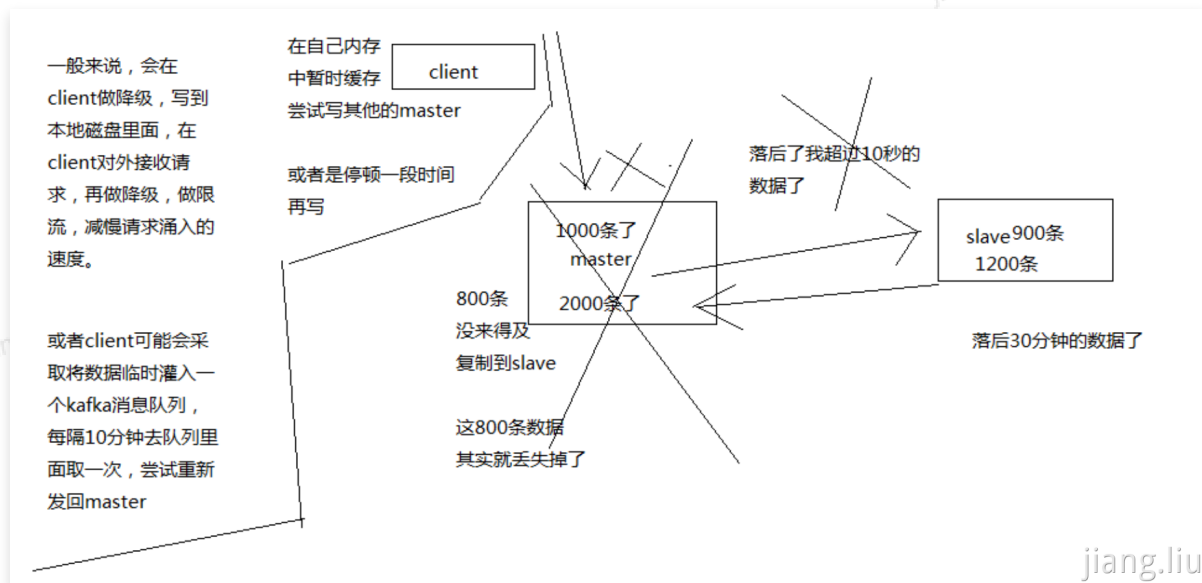 一般来说，会在
client做降级，写到
本地磁盘里面，在
client对外接收请
求，再做降级，做限
流，减慢请求涌入的
速度。
或者client可能会采
取将数据临时灌入一
个kafka消息队列，
每隔10分钟去队列里
面取一次，尝试重新
发回master
在自己内存
中暂时缓存
尝试写其他的master
或者是停顿一段时间
再写
client
1000条了
master
2000条了
800条
没来得及
复制到slave
这800条数据
其实就丢失掉了
落后了我超过10秒的
数据了
slave900条
1200条
落后30分钟的数据了
jiang.liu